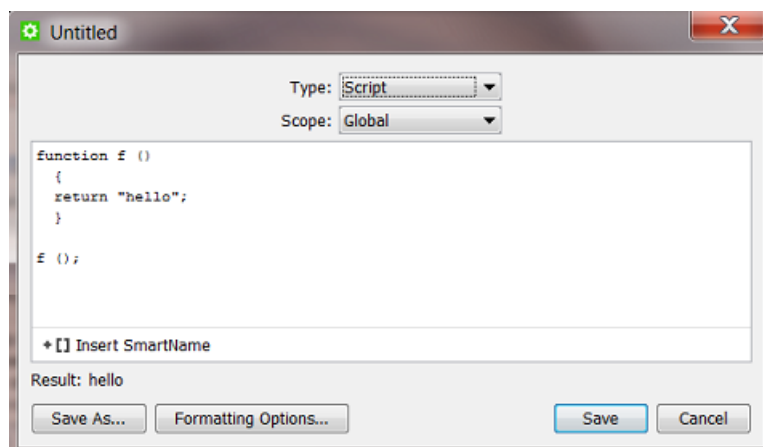 Untitled
X
Type: Script
Scope: Global
function f ()
{
return "hello";
}
f ();
+[] Insert SmartName
Result: hello
Save As... Formatting Options... Save Cancel